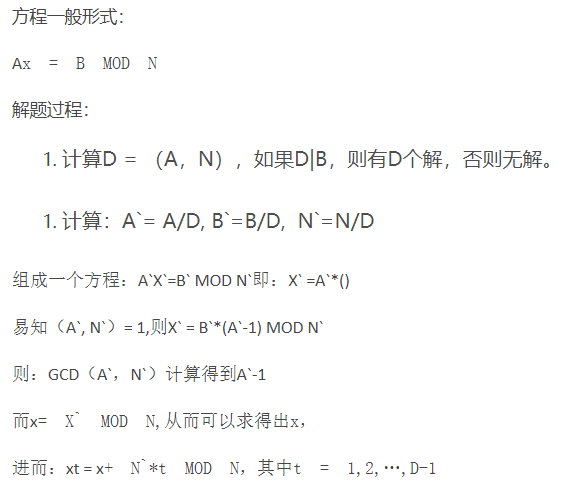 方程一般形式：
Ax = B MOD N
解题过程：
1. 计算D = （A，N），如果D|B，则有D个解，否则无解。
1. 计算：A`= A/D, B`=B/D, N`=N/D
组成一个方程：A`X`=B` MOD N`即：X` =A`*()
易知（A`, N`）= 1,则X` = B`*(A`-1) MOD N`
则：GCD（A`，N`）计算得到A`-1
而x= X` MOD N,从而可以求得出x，
进而：xt = x+ N`*t MOD N，其中t = 1,2,…,D-1